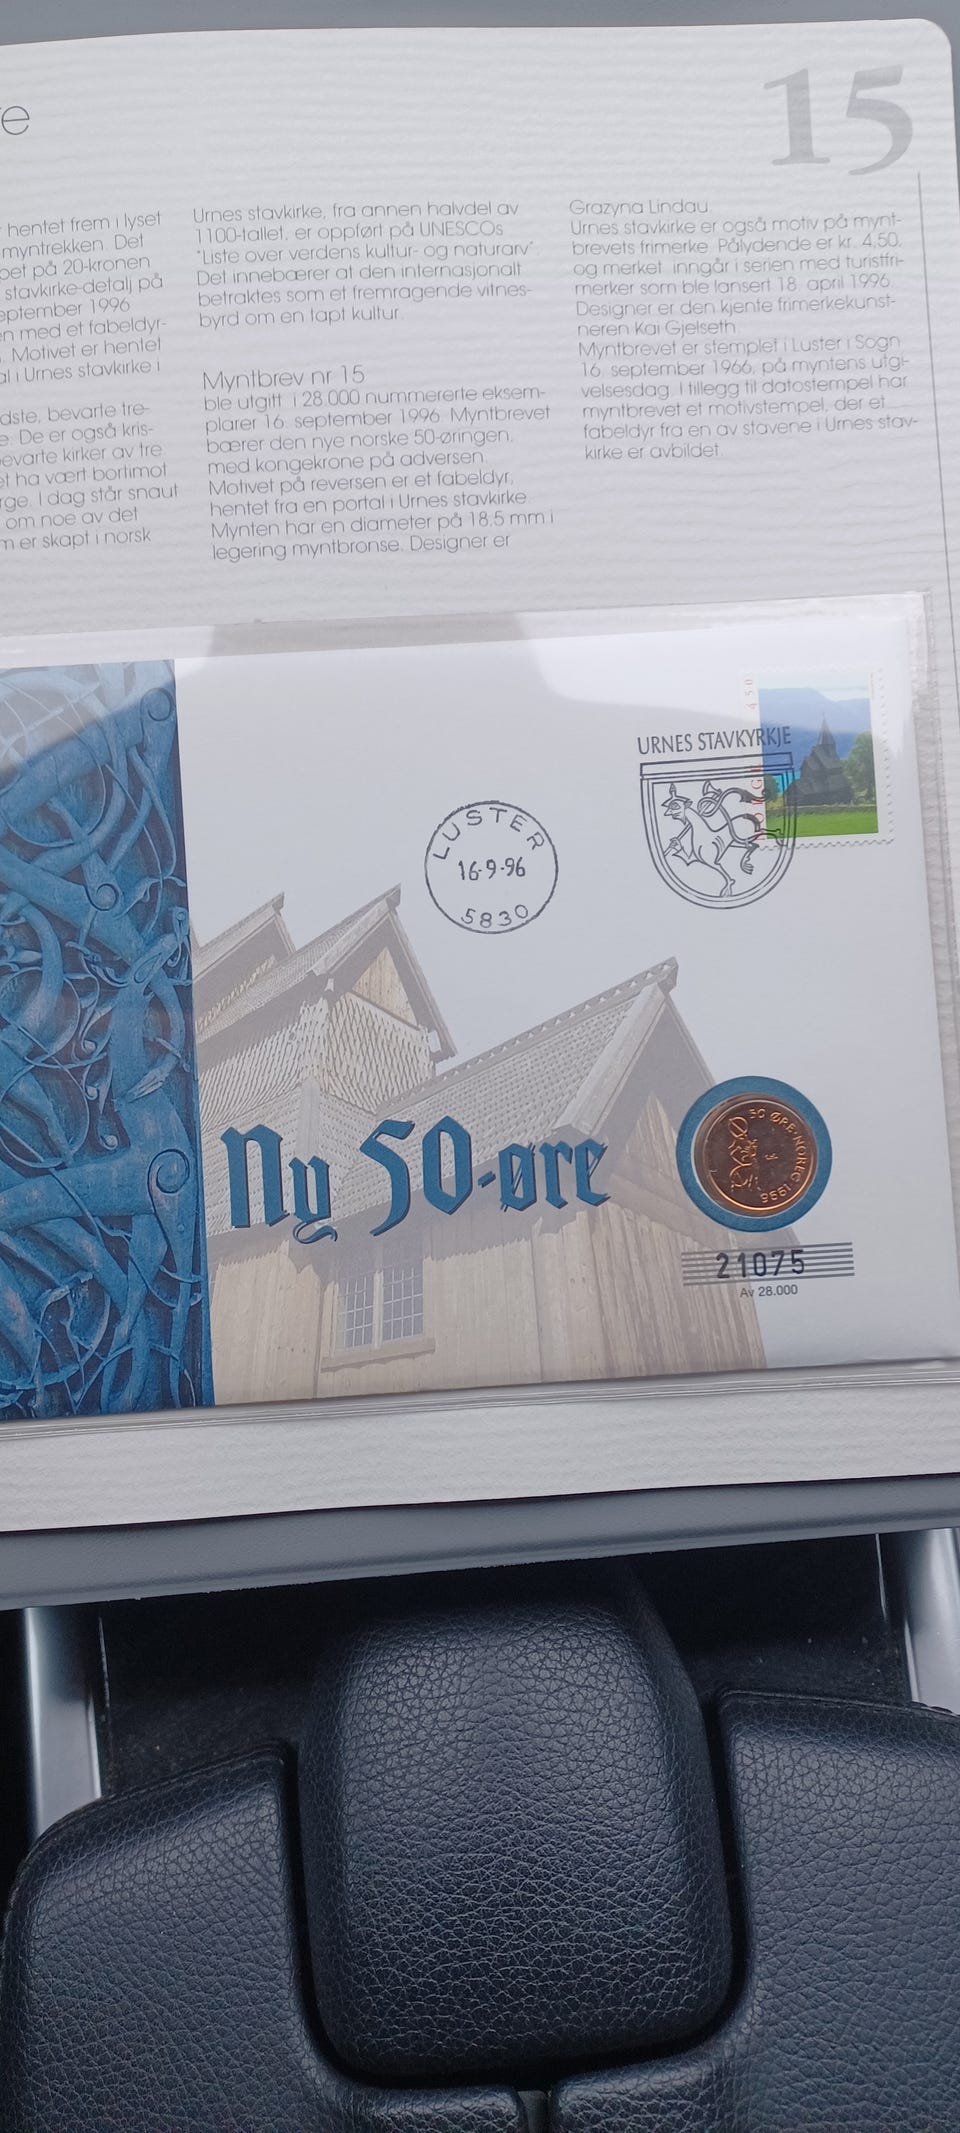 re
15
hentet frem i lyset
myntrekken. Det
pet på 20-kronen
stavkirke-detalj på
eptember 1996
en med et fabeldyr-
. Motivet er hentet
al i Urnes stavkirke i
dste, bevarte tre-
e. De er også kris-
evarte kirker av tre.
et ha vært bortimot
rge. I dag står snaut
om noe av det
m er skapt i norsk
Urnes stavkirke, fra annen halvdel av
1100-tallet, er oppført på UNESCOs
"Liste over verdens kultur- og naturarv".
Det innebærer at den internasjonalt
betraktes som et fremragende vitnes-
byrd om en tapt kultur.
Myntbrev nr 15
ble utgitt i 28.000 nummererte eksem-
plarer 16. september 1996. Myntbrevet
bærer den nye norske 50-øringen,
med kongekrone på adversen.
Motivet på reversen er et fabeldyr,
hentet fra en portal i Urnes stavkirke.
Mynten har en diameter på 18,5 mm i
legering myntbronse. Designer er
Grazyna Lindau.
Urnes stavkirke er også motiv på mynt-
brevets frimerke. Pålydende er kr. 4,50,
og merket inngår i serien med turistfri-
merker som ble lansert 18. april 1996.
Designer er den kjente frimerkekunst-
neren Kai Gjelseth.
Myntbrevet er stemplet i Luster i Sogn
16. september 1966, på myntens utgi-
velsesdag. I tillegg til datostempel har
myntbrevet et motivstempel, der et
fabeldyr fra en av stavene i Urnes stav-
kirke er avbildet.
4 50
NORGE
URNES STAVKYRKJE
LUSTER
16-9-96
5830
Ny 50-øre
50 ØRE·NOREG·1996
21075
Av 28.000